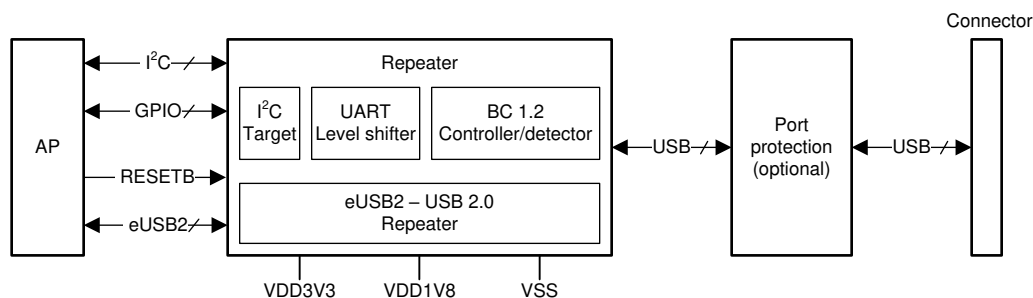 Connector
AP
I²C
GPIO
RESETB
eUSB2
Repeater
I²C
Target
UART
Level shifter
BC 1.2
Controller/detector
eUSB2 – USB 2.0
Repeater
USB
Port
protection
(optional)
USB
VDD3V3
VDD1V8
VSS